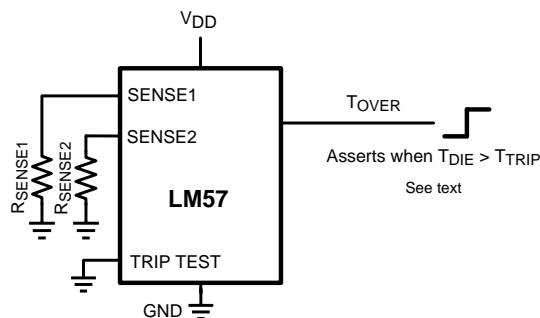 VDD
SENSE1
TOVER
SENSE2
RSENSE1
RSENSE2
Asserts when TDIE > TTRIP
See text
LM57
TRIP TEST
GND